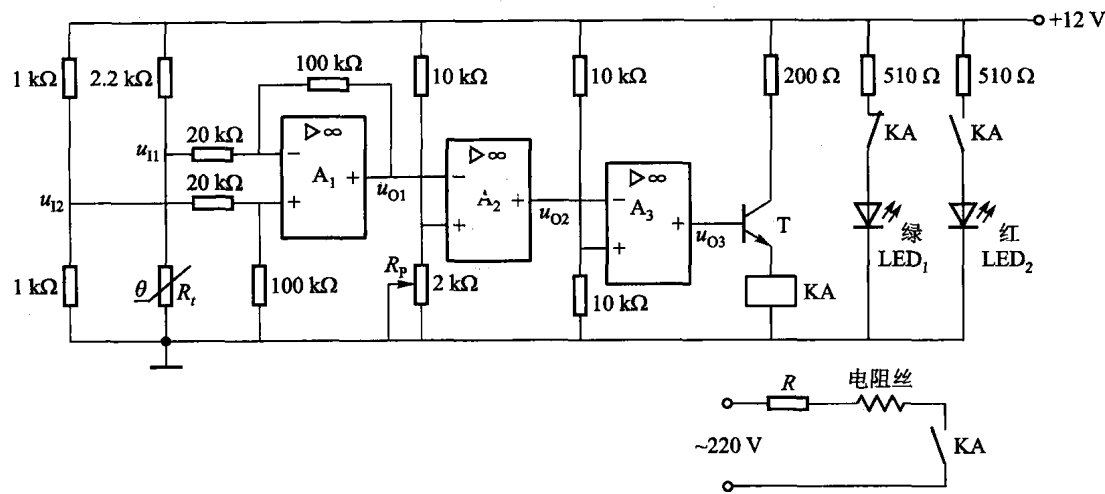 +12 V
1 kΩ
2.2 kΩ
100 kΩ
10 kΩ
10 kΩ
200 Ω
510 Ω
510 Ω
20 kΩ
▷∞
KA
KA
u_I1
−
A₁
+
u_O1
▷∞
−
20 kΩ
+
A₂
+
u_O2
▷∞
−
A₃
+
u_I2
+
u_O3
T
绿
LED₁
红
LED₂
1 kΩ
θ
R_t
100 kΩ
R_P
2 kΩ
10 kΩ
KA
R
电阻丝
~220 V
KA